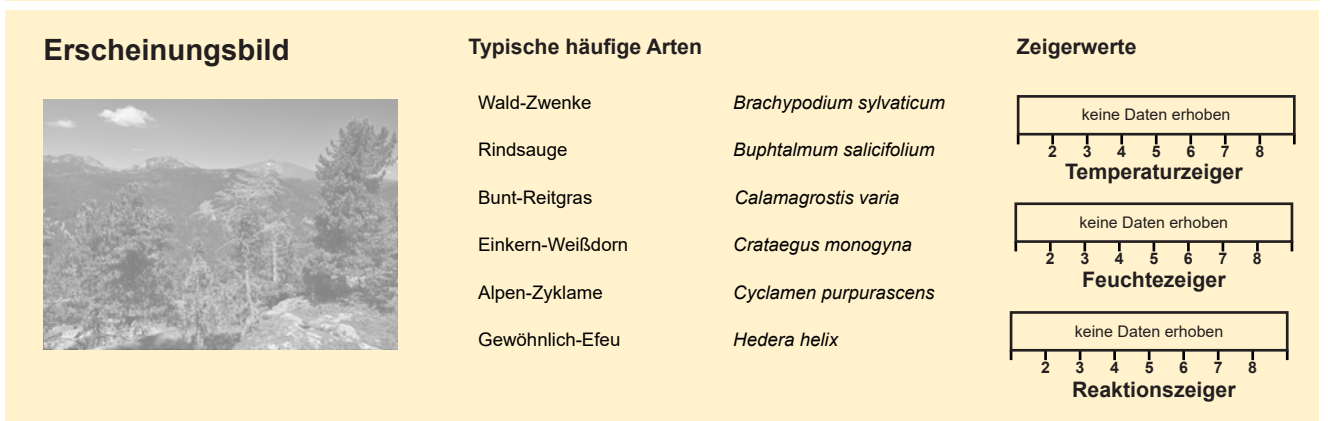 Erscheinungsbild
Typische häufige Arten
Wald-Zwenke Brachypodium sylvaticum
Rindsauge Buphtalmum salicifolium
Bunt-Reitgras Calamagrostis varia
Einkern-Weißdorn Crataegus monogyna
Alpen-Zyklame Cyclamen purpurascens
Gewöhnlich-Efeu Hedera helix
Zeigerwerte
keine Daten erhoben
2 3 4 5 6 7 8
Temperaturzeiger
keine Daten erhoben
2 3 4 5 6 7 8
Feuchtezeiger
keine Daten erhoben
2 3 4 5 6 7 8
Reaktionszeiger